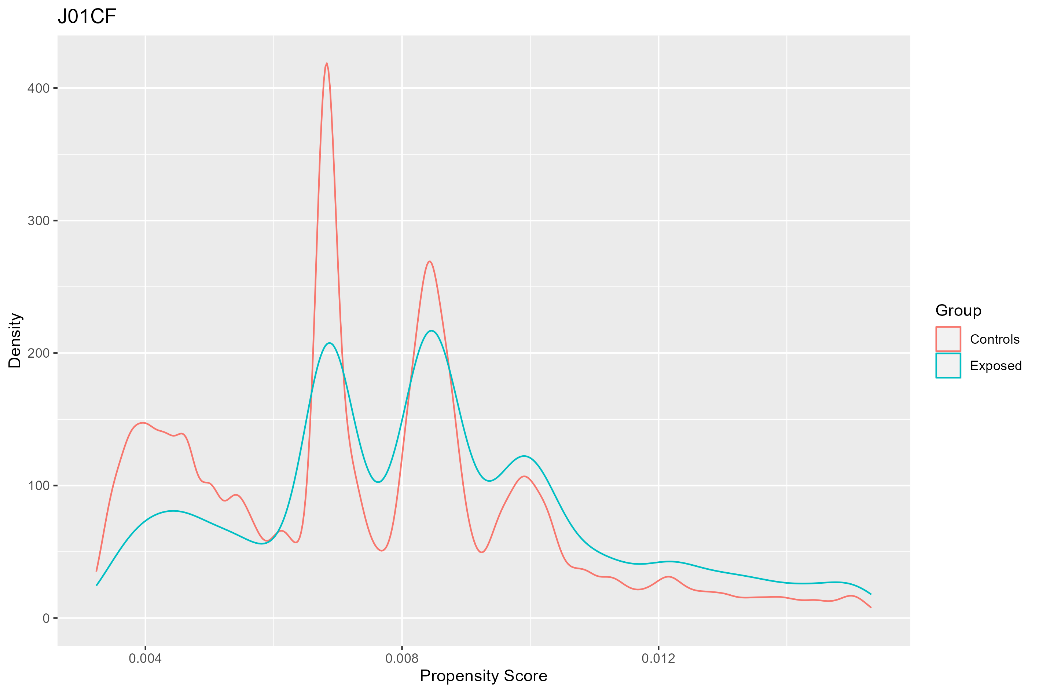 J01CF
400
300
200
100
0
Density
0.004
0.008
0.012
Propensity Score
Group
Controls
Exposed